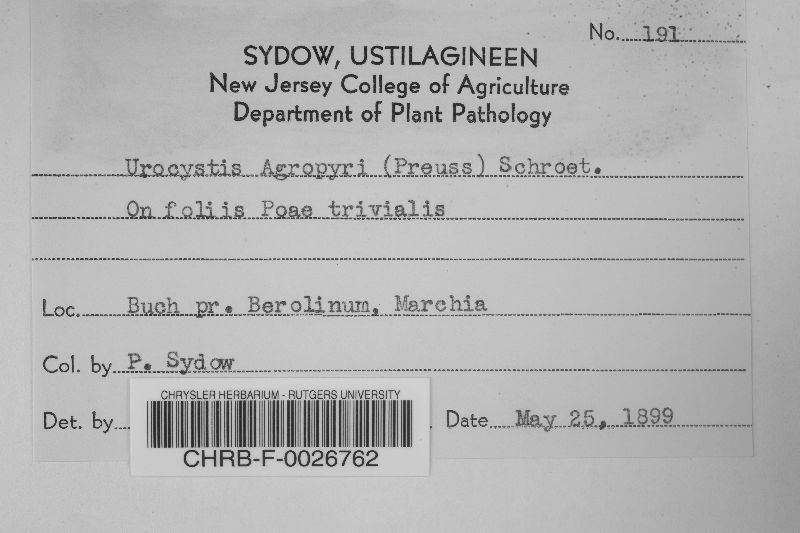 No. 191
SYDOW, USTILAGINEEN
New Jersey College of Agriculture
Department of Plant Pathology
Urocystis Agropyri (Preuss) Schroet.
On foliis Poae trivialis
Loc. Buch pr. Berolinum, Marchia
Col. by P. Sydow
Det. by Date May 25, 1899
CHRYSLER HERBARIUM - RUTGERS UNIVERSITY
CHRB-F-0026762